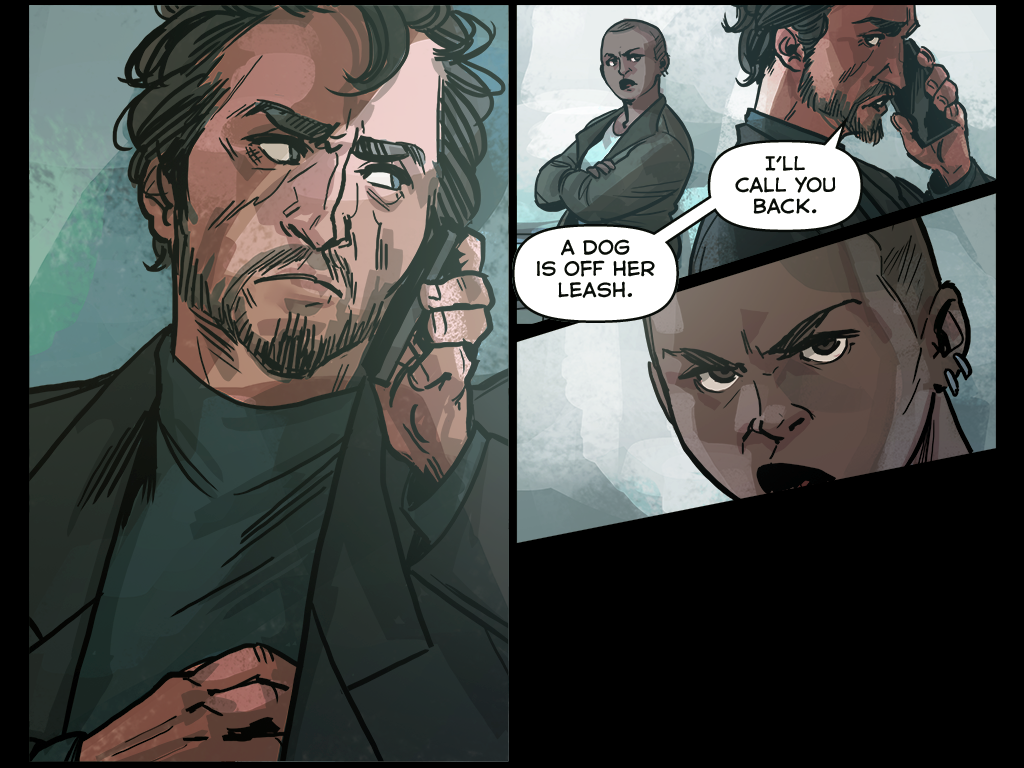 I'LL
CALL YOU
BACK.
A DOG
IS OFF HER
LEASH.